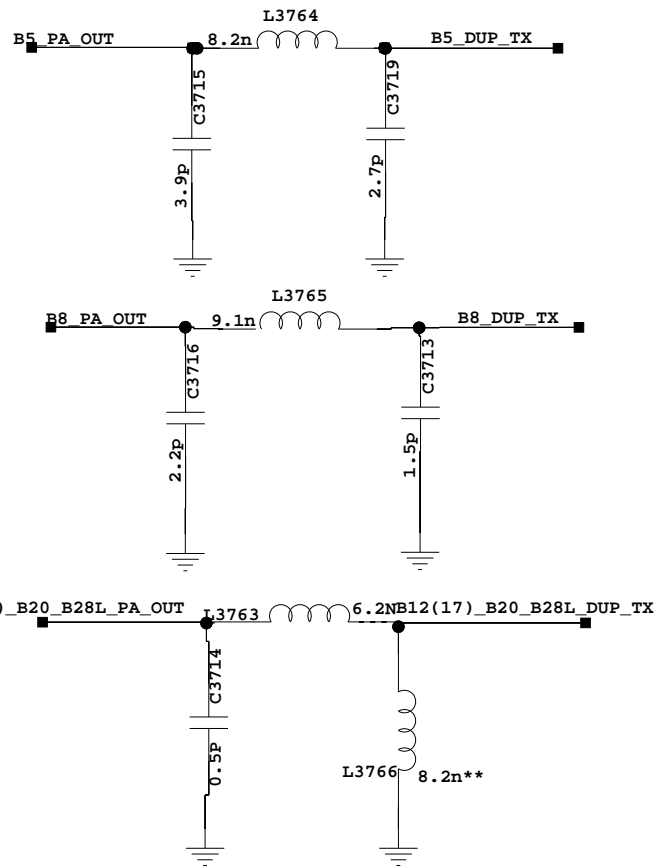 L3764
B5_PA_OUT 8.2n B5_DUP_TX
C3715
C3719
3.9p
2.7p
L3765
B8_PA_OUT 9.1n B8_DUP_TX
C3716
C3713
2.2p
1.5p
)_B20_B28L_PA_OUT L3763 6.2N B12(17)_B20_B28L_DUP_TX
C3714
0.5P
L3766 8.2n**